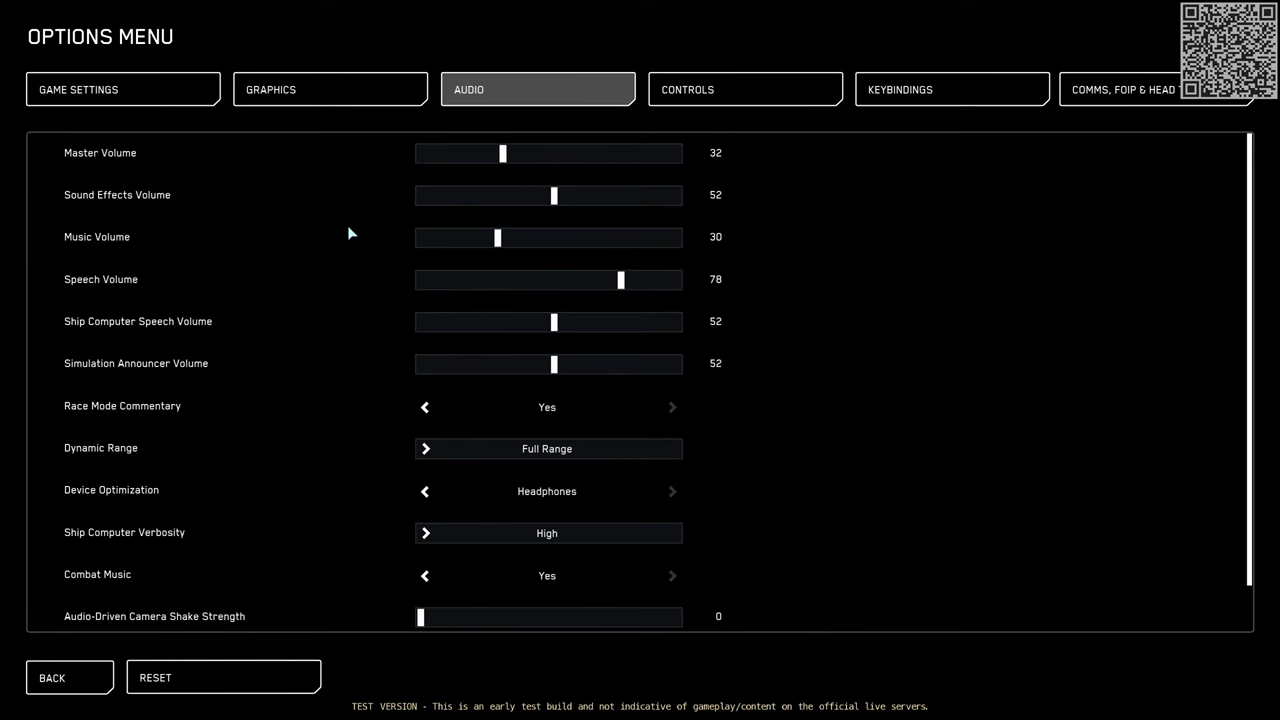 OPTIONS MENU
GAME SETTINGS
GRAPHICS
AUDIO
CONTROLS
KEYBINDINGS
COMMS, FOIP & HEAD
Master Volume 32
Sound Effects Volume 52
Music Volume 30
Speech Volume 78
Ship Computer Speech Volume 52
Simulation Announcer Volume 52
Race Mode Commentary Yes
Dynamic Range Full Range
Device Optimization Headphones
Ship Computer Verbosity High
Combat Music Yes
Audio-Driven Camera Shake Strength 0
BACK
RESET
TEST VERSION - This is an early test build and not indicative of gameplay/content on the official live servers.